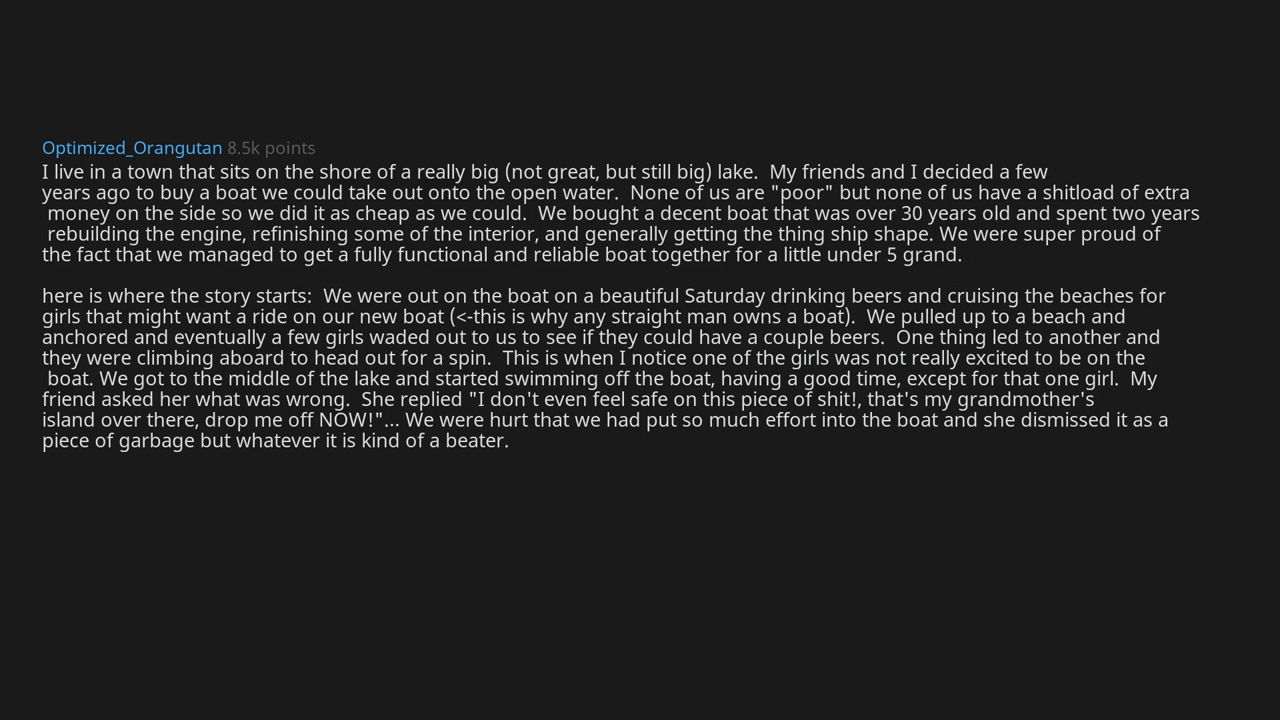 Optimized_Orangutan 8.5k points
I live in a town that sits on the shore of a really big (not great, but still big) lake.  My friends and I decided a few
years ago to buy a boat we could take out onto the open water.  None of us are "poor" but none of us have a shitload of extra
money on the side so we did it as cheap as we could.  We bought a decent boat that was over 30 years old and spent two years
rebuilding the engine, refinishing some of the interior, and generally getting the thing ship shape. We were super proud of
the fact that we managed to get a fully functional and reliable boat together for a little under 5 grand.
here is where the story starts:  We were out on the boat on a beautiful Saturday drinking beers and cruising the beaches for
girls that might want a ride on our new boat (<-this is why any straight man owns a boat).  We pulled up to a beach and
anchored and eventually a few girls waded out to us to see if they could have a couple beers.  One thing led to another and
they were climbing aboard to head out for a spin.  This is when I notice one of the girls was not really excited to be on the
boat. We got to the middle of the lake and started swimming off the boat, having a good time, except for that one girl.  My
friend asked her what was wrong.  She replied "I don't even feel safe on this piece of shit!, that's my grandmother's
island over there, drop me off NOW!"... We were hurt that we had put so much effort into the boat and she dismissed it as a
piece of garbage but whatever it is kind of a beater.